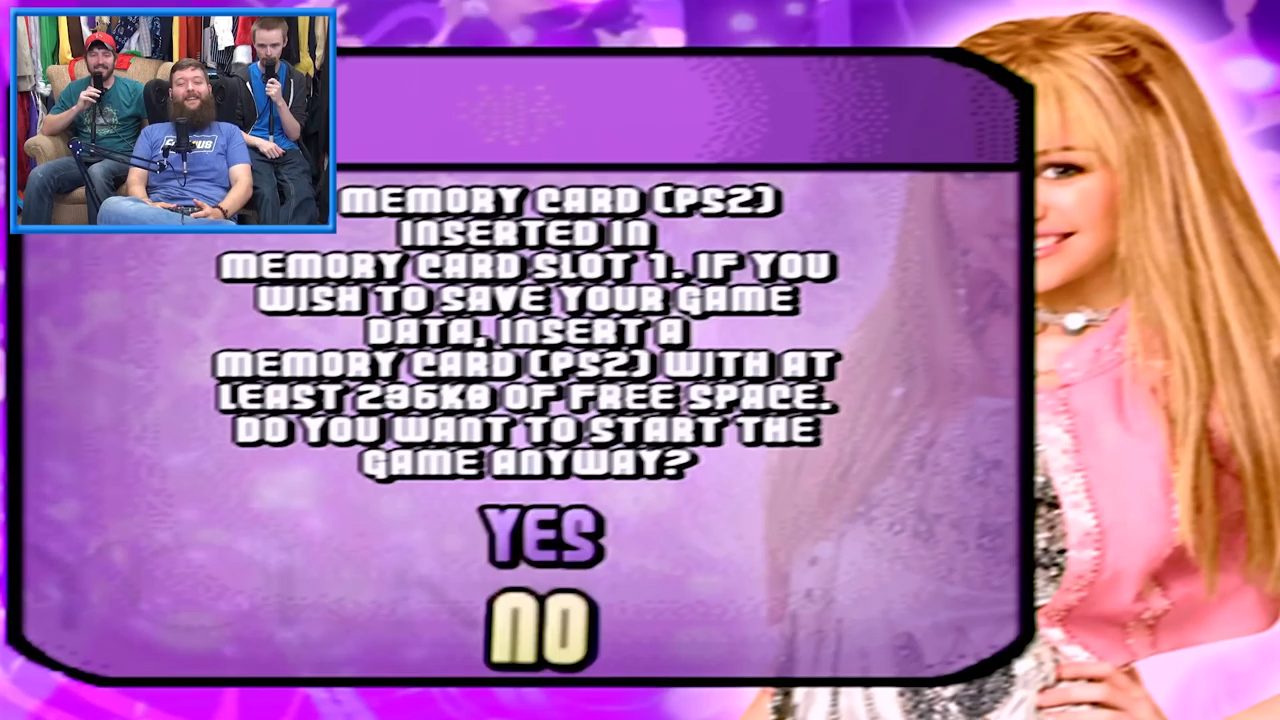 MEMORY CARD (PS2)
INSERTED IN
MEMORY CARD SLOT 1. IF YOU
WISH TO SAVE YOUR GAME
DATA, INSERT A
MEMORY CARD (PS2) WITH AT
LEAST 236KB OF FREE SPACE.
DO YOU WANT TO START THE
GAME ANYWAY?
YES
NO